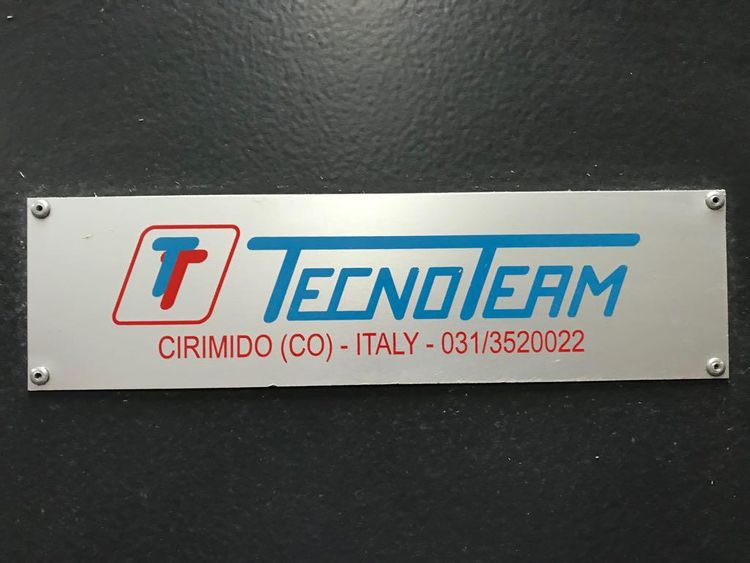 TT TECNOTEAM
CIRIMIDO (CO) - ITALY - 031/3520022